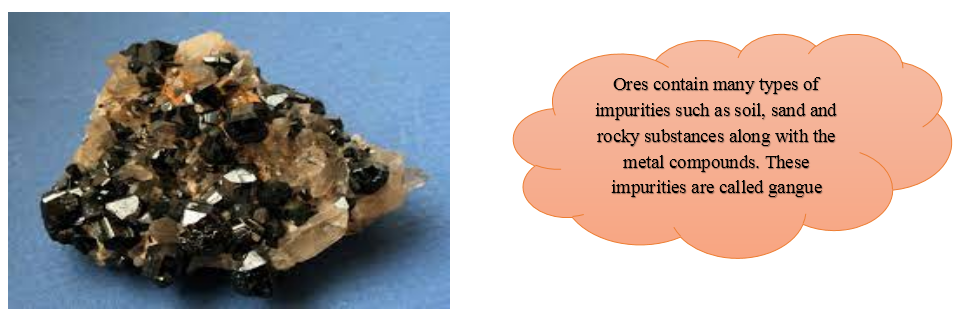 Ores contain many types of
impurities such as soil, sand and
rocky substances along with the
metal compounds. These
impurities are called gangue